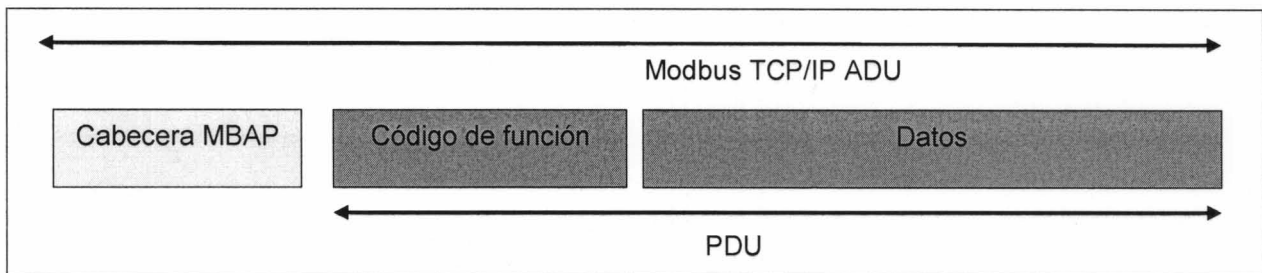 Modbus TCP/IP ADU
Cabecera MBAP Código de función Datos
PDU